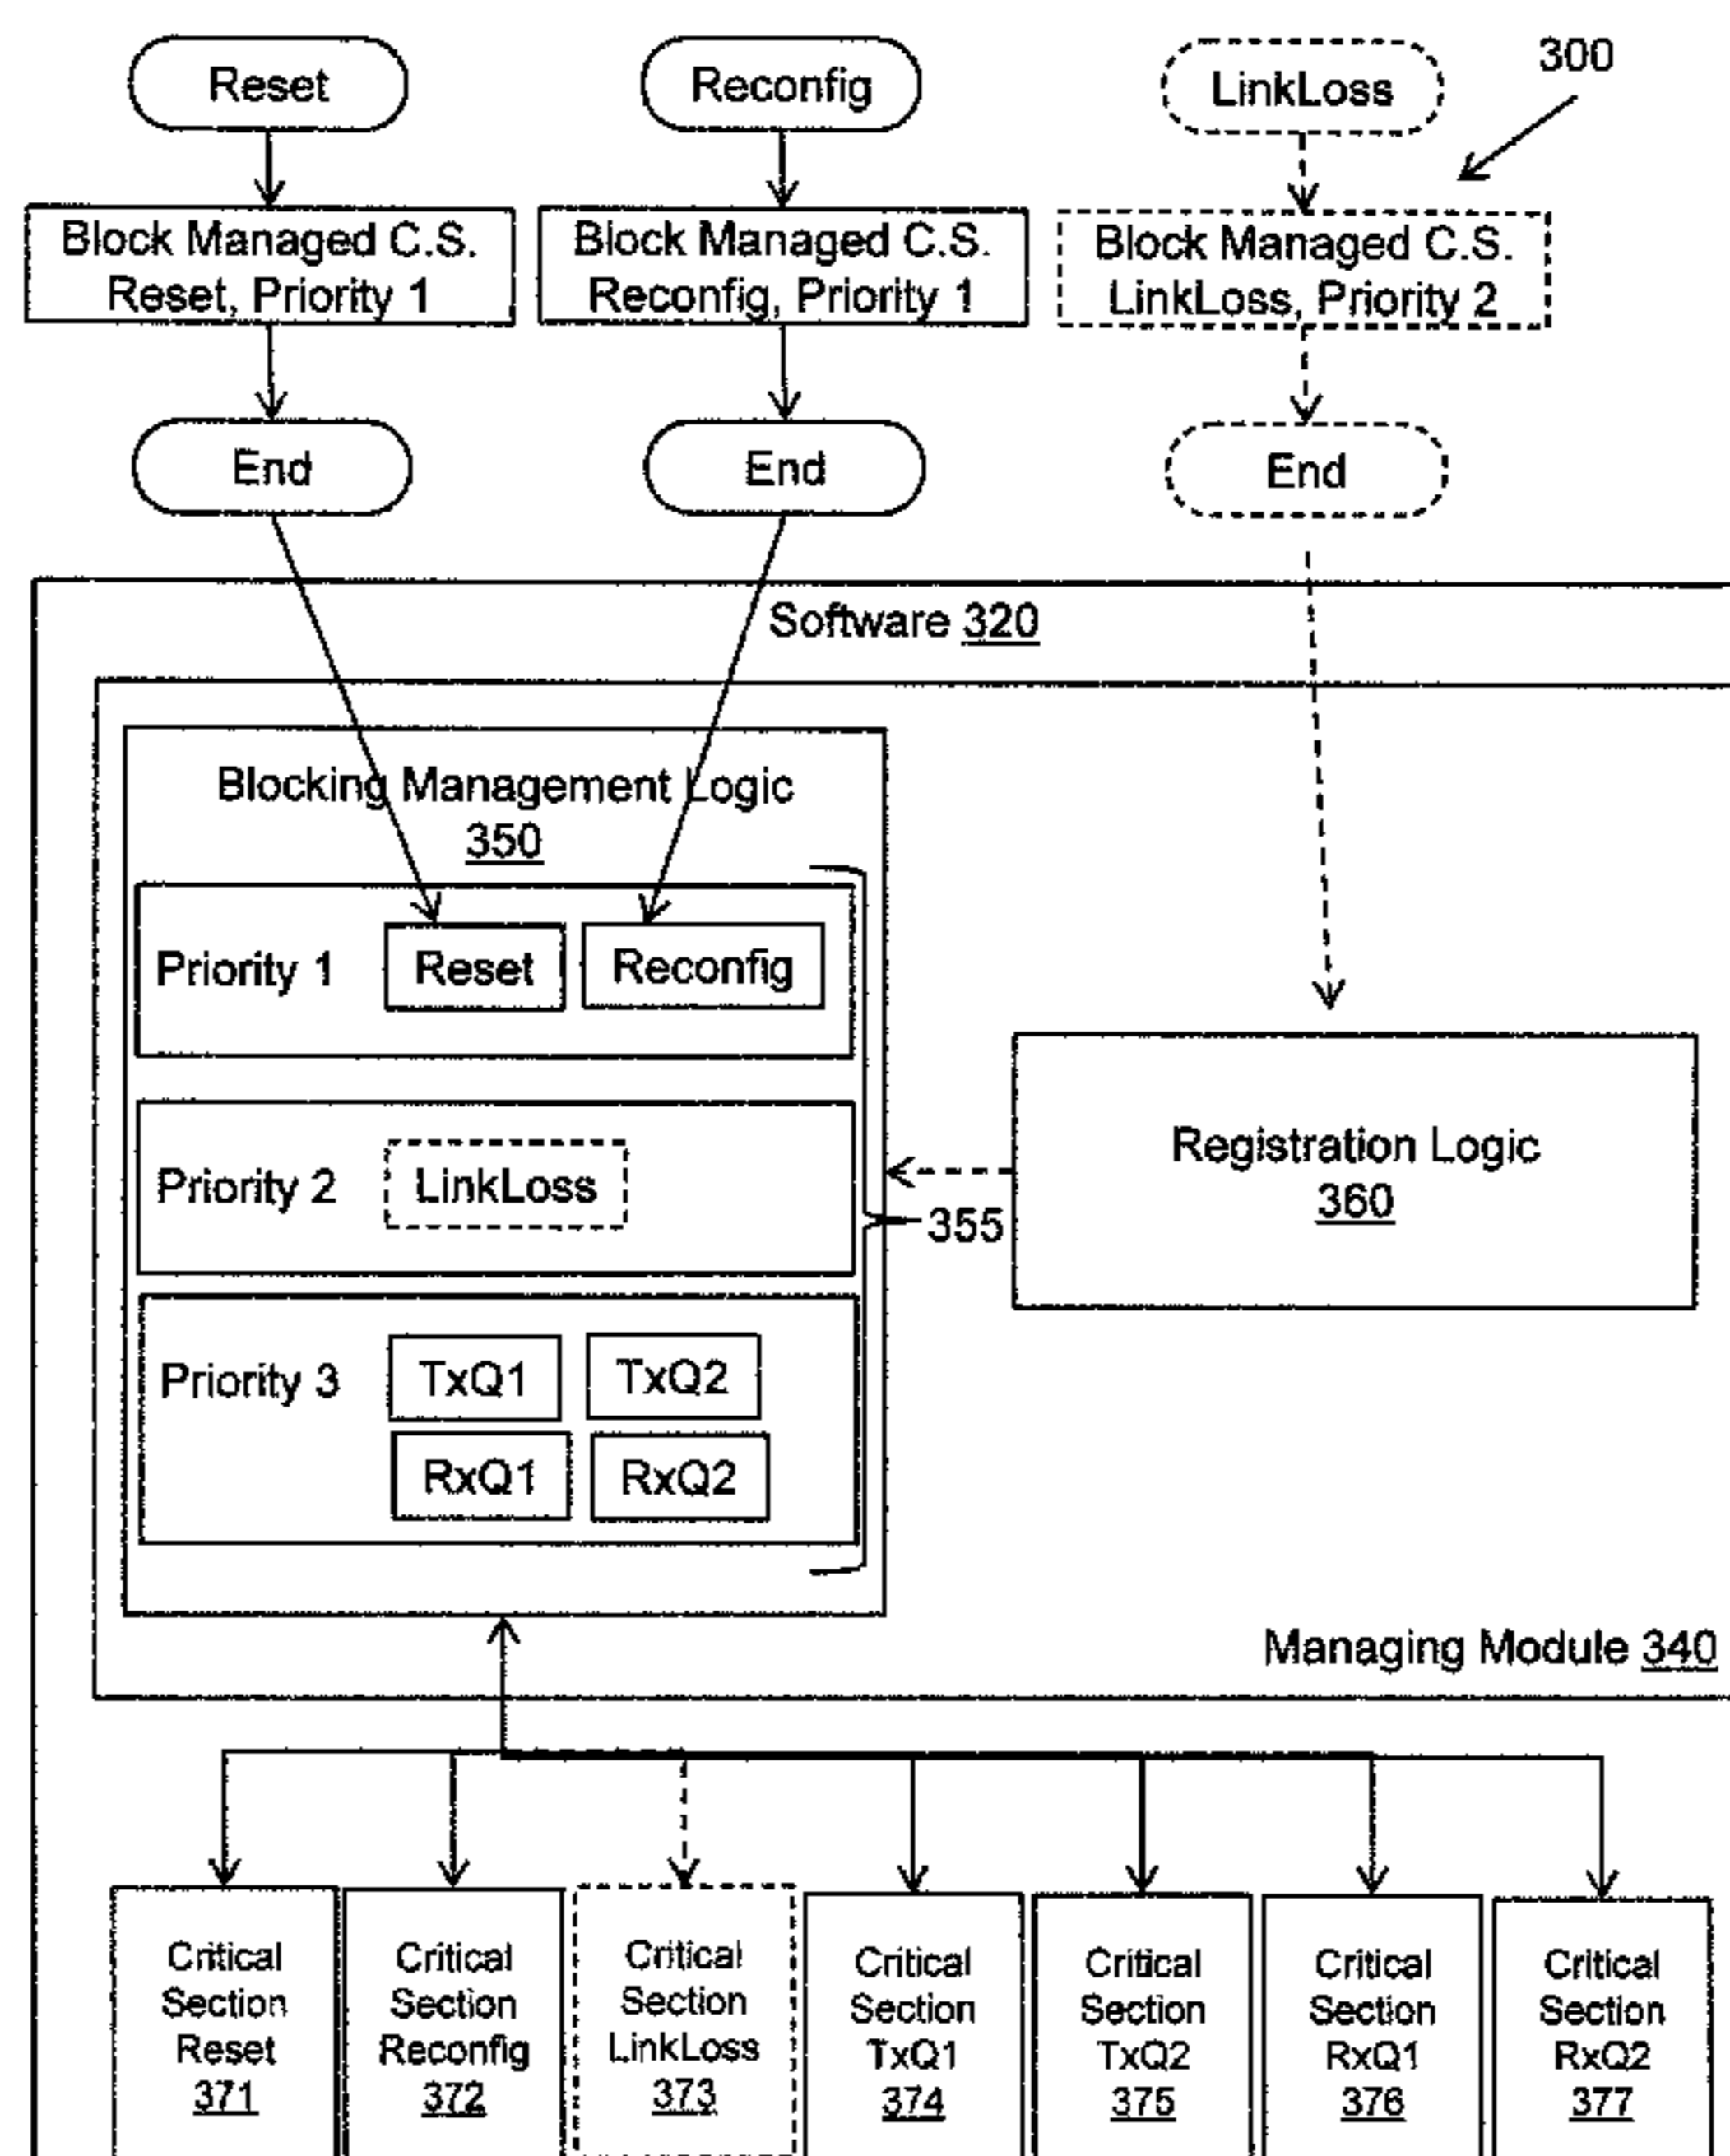 Reset
Reconfig
LinkLoss
300
Block Managed C.S.
Reset, Priority 1
Block Managed C.S.
Reconfig, Priority 1
Block Managed C.S.
LinkLoss, Priority 2
End
End
End
Software 320
Blocking Management Logic
350
Priority 1
Reset
Reconfig
Priority 2
LinkLoss
355
Registration Logic
360
Priority 3
TxQ1
TxQ2
RxQ1
RxQ2
Managing Module 340
Critical
Section
Reset
371
Critical
Section
Reconfig
372
Critical
Section
LinkLoss
373
Critical
Section
TxQ1
374
Critical
Section
TxQ2
375
Critical
Section
RxQ1
376
Critical
Section
RxQ2
377